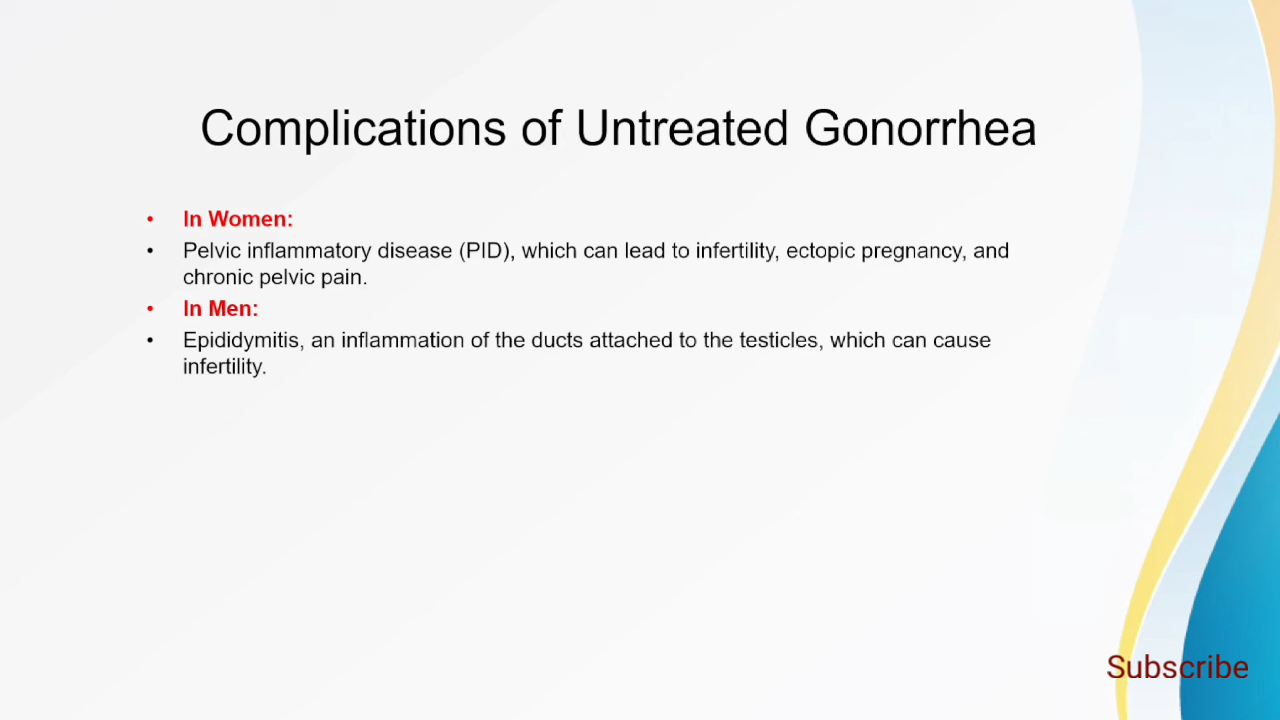 Complications of Untreated Gonorrhea
• In Women:
• Pelvic inflammatory disease (PID), which can lead to infertility, ectopic pregnancy, and
chronic pelvic pain.
• In Men:
• Epididymitis, an inflammation of the ducts attached to the testicles, which can cause
infertility.
Subscribe